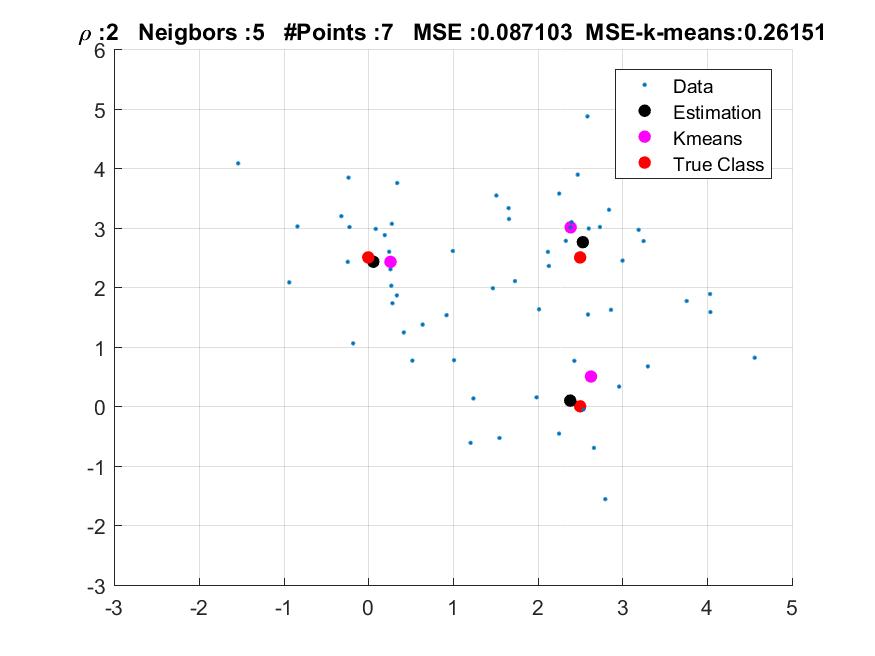 ρ :2 Neigbors :5 #Points :7 MSE :0.087103 MSE-k-means:0.26151
6
5
4
3
2
1
0
-1
-2
-3
-3 -2 -1 0 1 2 3 4 5
Data
Estimation
Kmeans
True Class